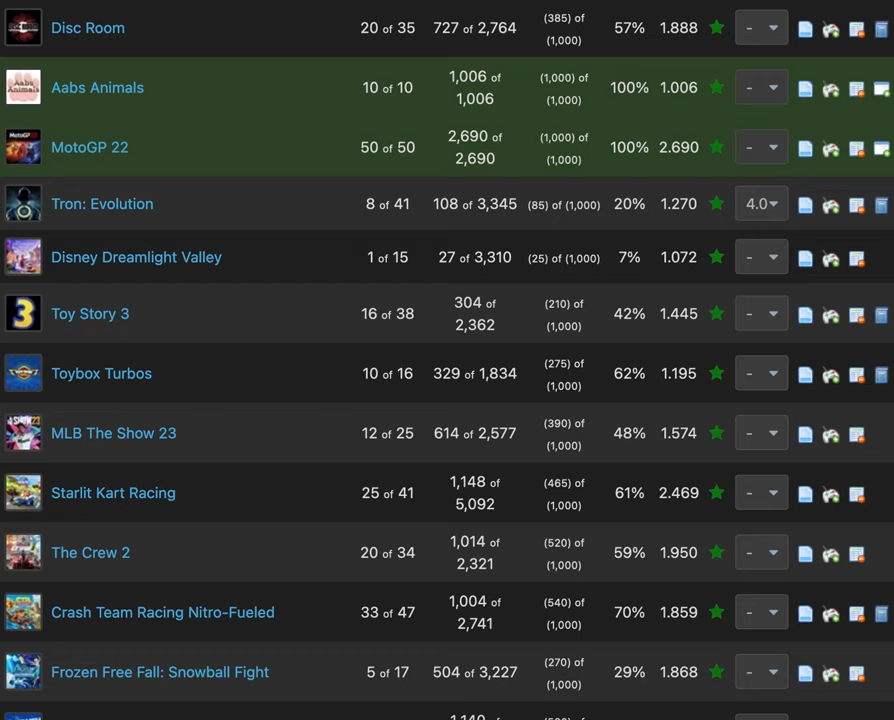 Disc Room 20 of 35 727 of 2,764 (385) of (1,000) 57% 1.888 -
Aabs Animals 10 of 10 1,006 of 1,006 (1,000) of (1,000) 100% 1.006 -
MotoGP 22 50 of 50 2,690 of 2,690 (1,000) of (1,000) 100% 2.690 -
Tron: Evolution 8 of 41 108 of 3,345 (85) of (1,000) 20% 1.270 4.0
Disney Dreamlight Valley 1 of 15 27 of 3,310 (25) of (1,000) 7% 1.072 -
Toy Story 3 16 of 38 304 of 2,362 (210) of (1,000) 42% 1.445 -
Toybox Turbos 10 of 16 329 of 1,834 (275) of (1,000) 62% 1.195 -
MLB The Show 23 12 of 25 614 of 2,577 (390) of (1,000) 48% 1.574 -
Starlit Kart Racing 25 of 41 1,148 of 5,092 (465) of (1,000) 61% 2.469 -
The Crew 2 20 of 34 1,014 of 2,321 (520) of (1,000) 59% 1.950 -
Crash Team Racing Nitro-Fueled 33 of 47 1,004 of 2,741 (540) of (1,000) 70% 1.859 -
Frozen Free Fall: Snowball Fight 5 of 17 504 of 3,227 (270) of (1,000) 29% 1.868 -